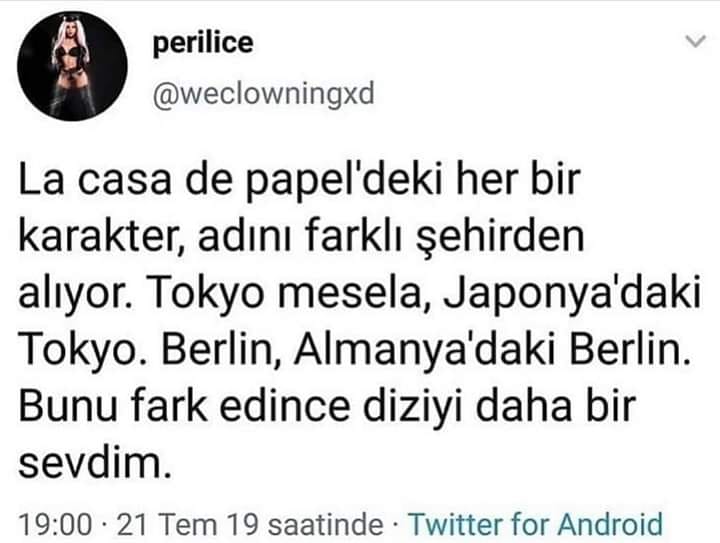 perilice
@weclowningxd
La casa de papel'deki her bir
karakter, adını farklı şehirden
alıyor. Tokyo mesela, Japonya'daki
Tokyo. Berlin, Almanya'daki Berlin.
Bunu fark edince diziyi daha bir
sevdim.
19:00 · 21 Tem 19 saatinde · Twitter for Android